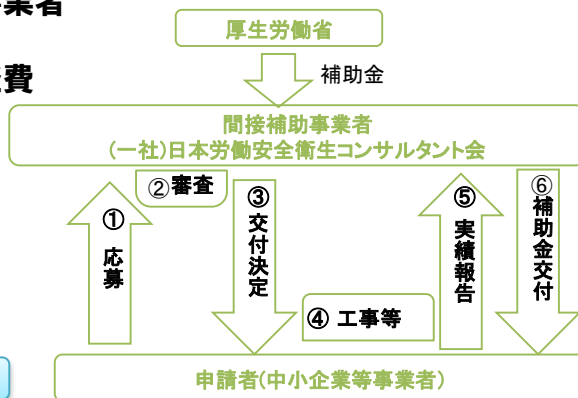 業者
費
厚生労働省
補助金
間接補助事業者
(一社)日本労働安全衛生コンサルタント会
②審査
① 応募
③交付決定
④ 工事等
⑤実績報告
⑥補助金交付
申請者(中小企業等事業者)